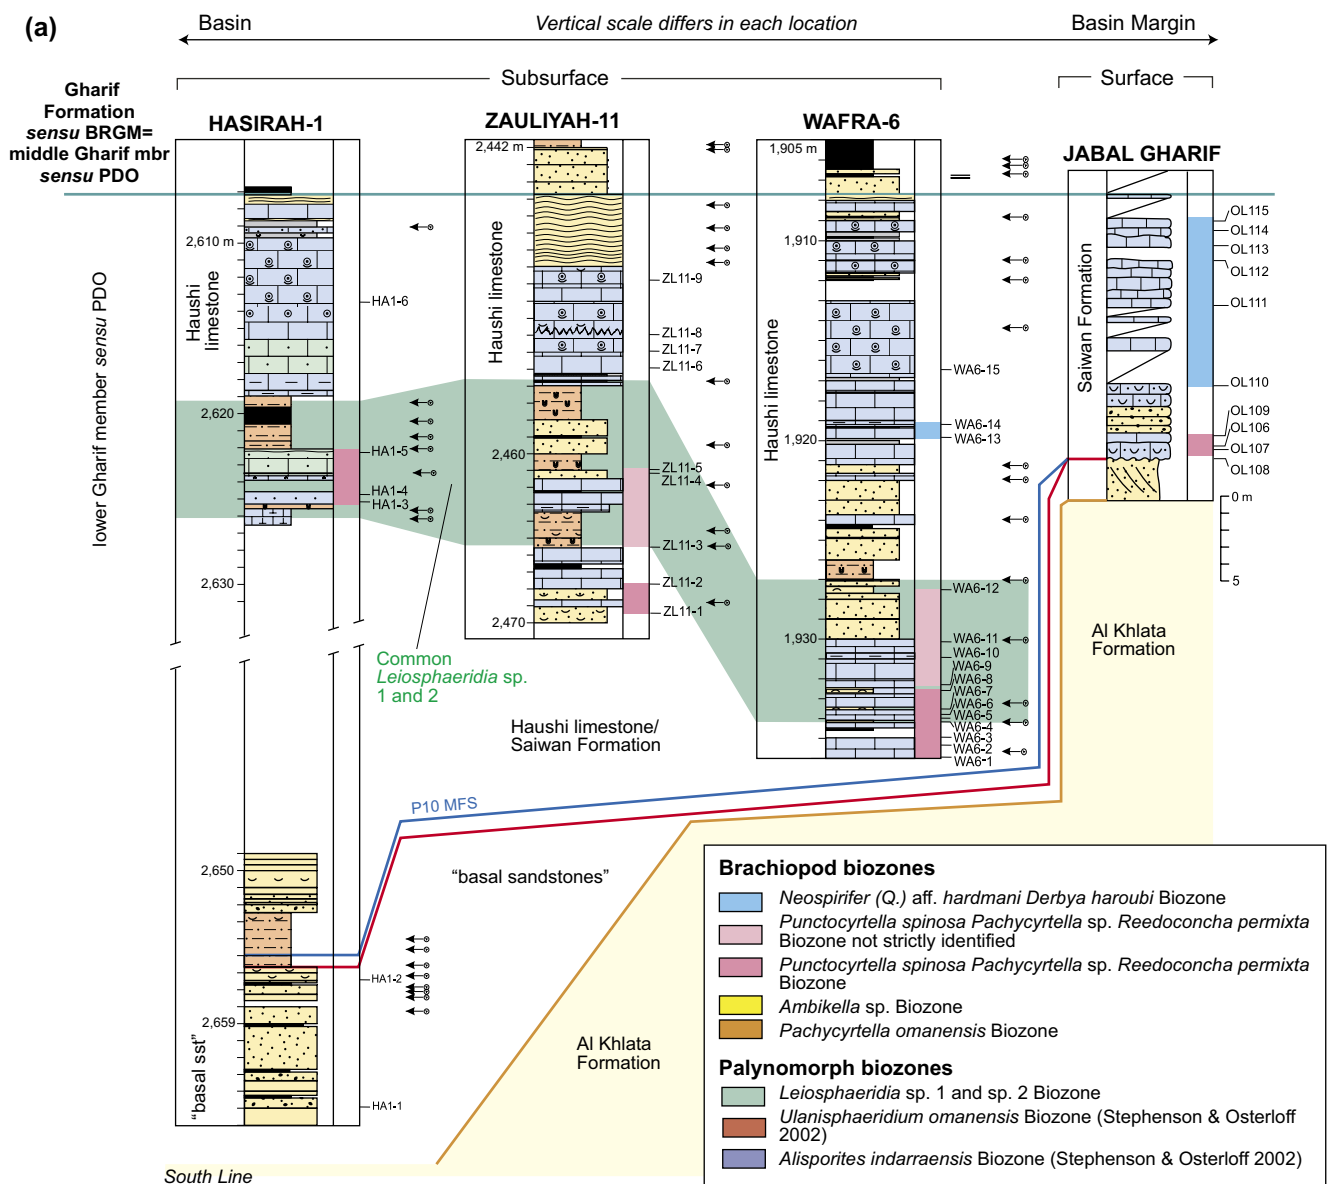 (a)
Basin
Vertical scale differs in each location
Basin Margin
Subsurface
Surface
Gharif
Formation
sensu BRGM=
middle Gharif mbr
sensu PDO
HASIRAH-1
ZAULIYAH-11
WAFRA-6
JABAL GHARIF
lower Gharif member sensu PDO
Haushi
limestone
2,610 m
2,620
2,630
2,650
2,659
"basal sst"
HA1-6
HA1-5
HA1-4
HA1-3
HA1-2
HA1-1
2,442 m
Haushi limestone
2,460
2,470
ZL11-9
ZL11-8
ZL11-7
ZL11-6
ZL11-5
ZL11-4
ZL11-3
ZL11-2
ZL11-1
1,905 m
1,910
Haushi limestone
1,920
1,930
WA6-15
WA6-14
WA6-13
WA6-12
WA6-11
WA6-10
WA6-9
WA6-8
WA6-7
WA6-6
WA6-5
WA6-4
WA6-3
WA6-2
WA6-1
Saiwan Formation
OL115
OL114
OL113
OL112
OL111
OL110
OL109
OL106
OL107
OL108
0 m
5
Common
Leiosphaeridia sp.
1 and 2
Haushi limestone/
Saiwan Formation
P10 MFS
"basal sandstones"
Al Khlata
Formation
Al Khlata
Formation
South Line
Brachiopod biozones
Neospirifer (Q.) aff. hardmani Derbya haroubi Biozone
Punctocyrtella spinosa Pachycyrtella sp. Reedoconcha permixta
Biozone not strictly identified
Punctocyrtella spinosa Pachycyrtella sp. Reedoconcha permixta
Biozone
Ambikella sp. Biozone
Pachycyrtella omanensis Biozone
Palynomorph biozones
Leiosphaeridia sp. 1 and sp. 2 Biozone
Ulanisphaeridium omanensis Biozone (Stephenson & Osterloff
2002)
Alisporites indarraensis Biozone (Stephenson & Osterloff 2002)